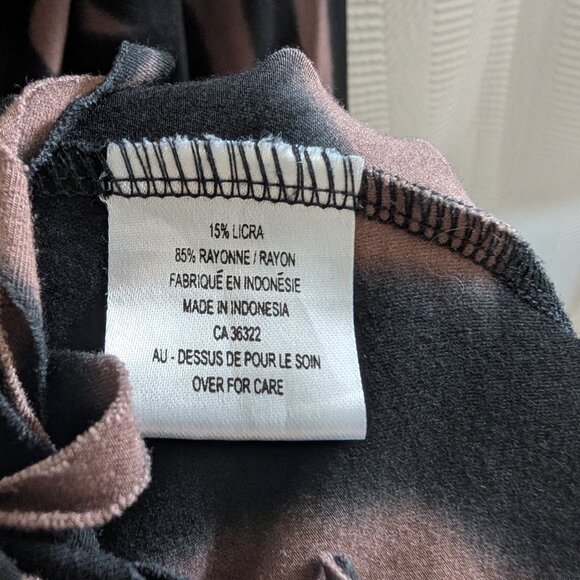 15% LICRA
85% RAYONNE / RAYON
FABRIQUÉ EN INDONÉSIE
MADE IN INDONESIA
CA 36322
AU - DESSUS DE POUR LE SOIN
OVER FOR CARE